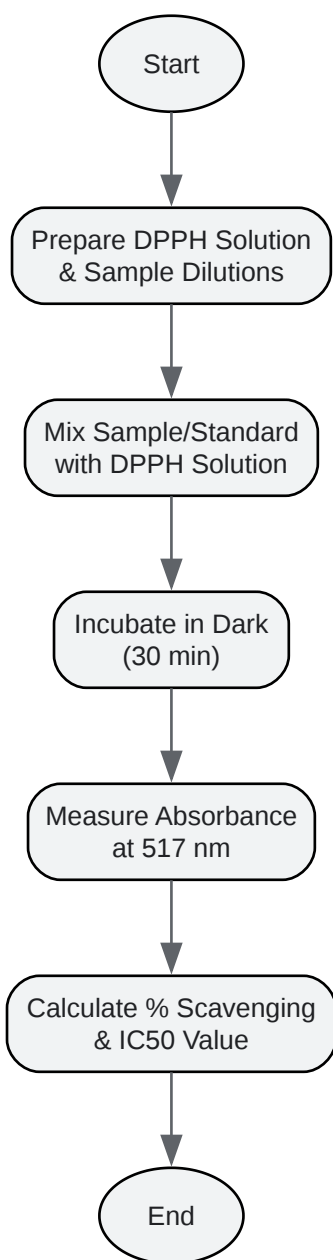 Start
Prepare DPPH Solution
& Sample Dilutions
Mix Sample/Standard
with DPPH Solution
Incubate in Dark
(30 min)
Measure Absorbance
at 517 nm
Calculate % Scavenging
& IC50 Value
End